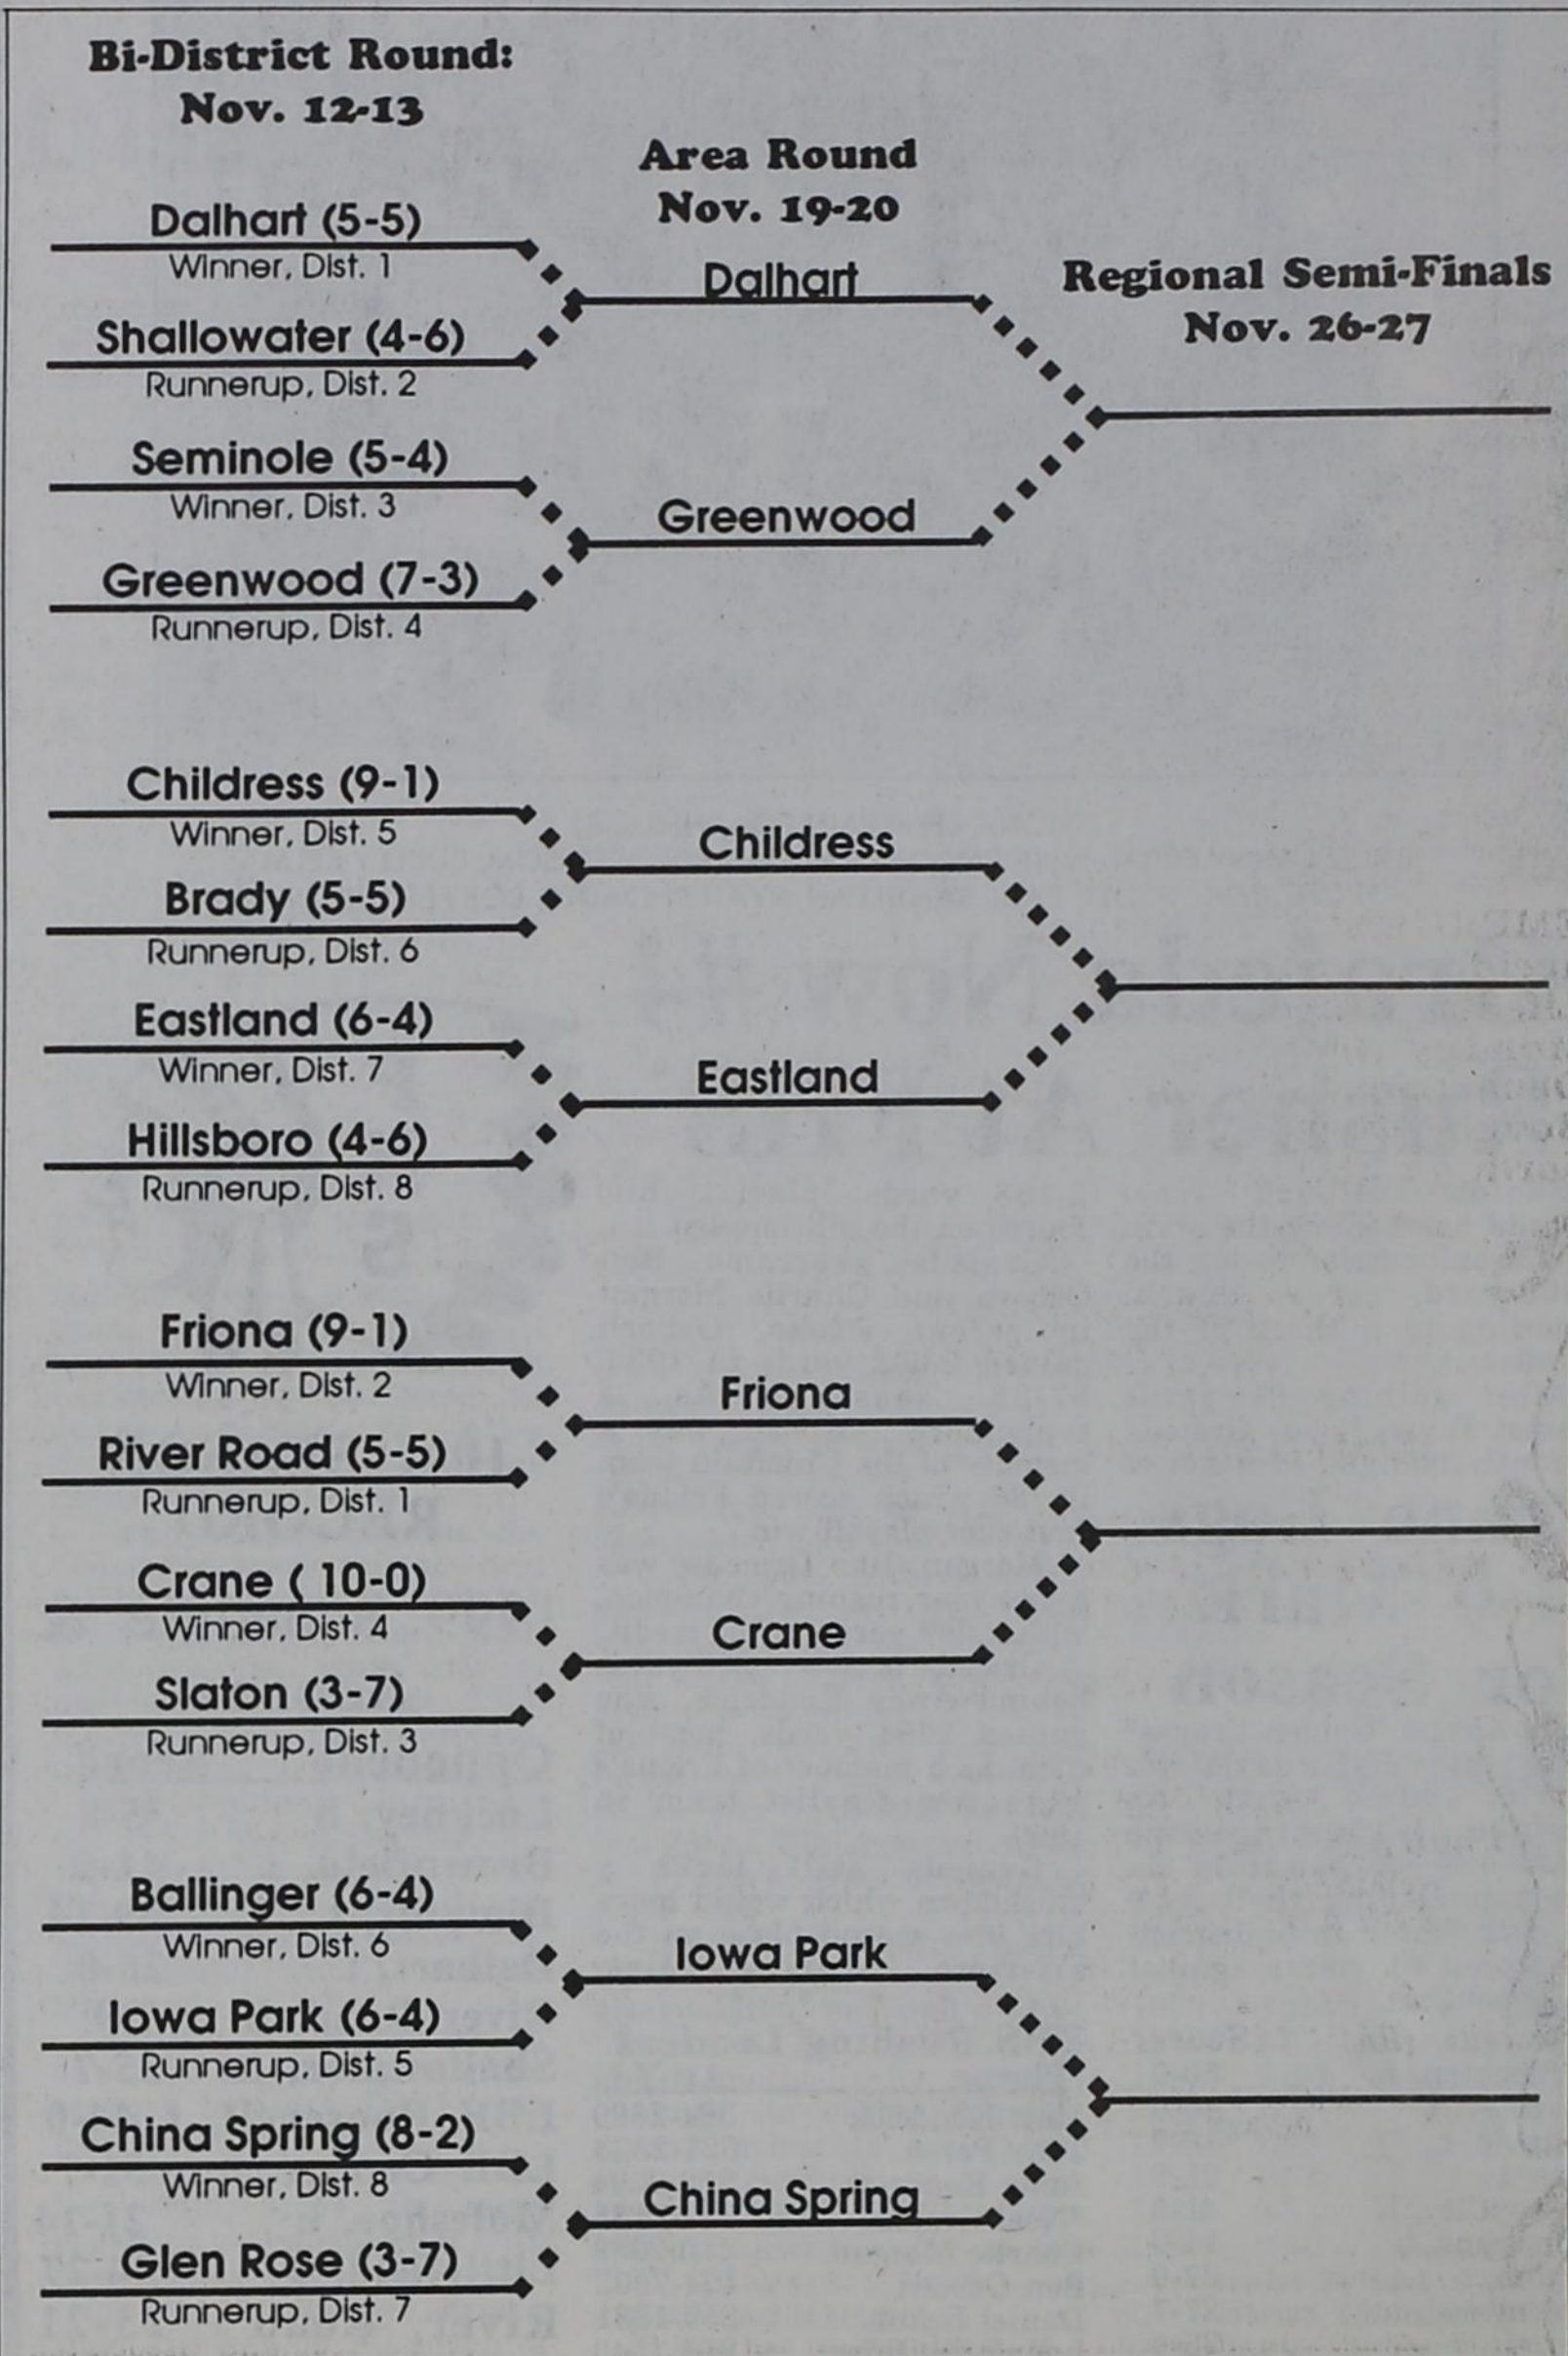 Bi-District Round:
Nov. 12-13
Area Round
Nov. 19-20
Regional Semi-Finals
Nov. 26-27
Dalhart (5-5)
Winner, Dist. 1
Shallowater (4-6)
Runnerup, Dist. 2
Dalhart
Seminole (5-4)
Winner, Dist. 3
Greenwood (7-3)
Runnerup, Dist. 4
Greenwood
Childress (9-1)
Winner, Dist. 5
Brady (5-5)
Runnerup, Dist. 6
Childress
Eastland (6-4)
Winner, Dist. 7
Hillsboro (4-6)
Runnerup, Dist. 8
Eastland
Friona (9-1)
Winner, Dist. 2
River Road (5-5)
Runnerup, Dist. 1
Friona
Crane ( 10-0)
Winner, Dist. 4
Slaton (3-7)
Runnerup, Dist. 3
Crane
Ballinger (6-4)
Winner, Dist. 6
Iowa Park (6-4)
Runnerup, Dist. 5
Iowa Park
China Spring (8-2)
Winner, Dist. 8
Glen Rose (3-7)
Runnerup, Dist. 7
China Spring